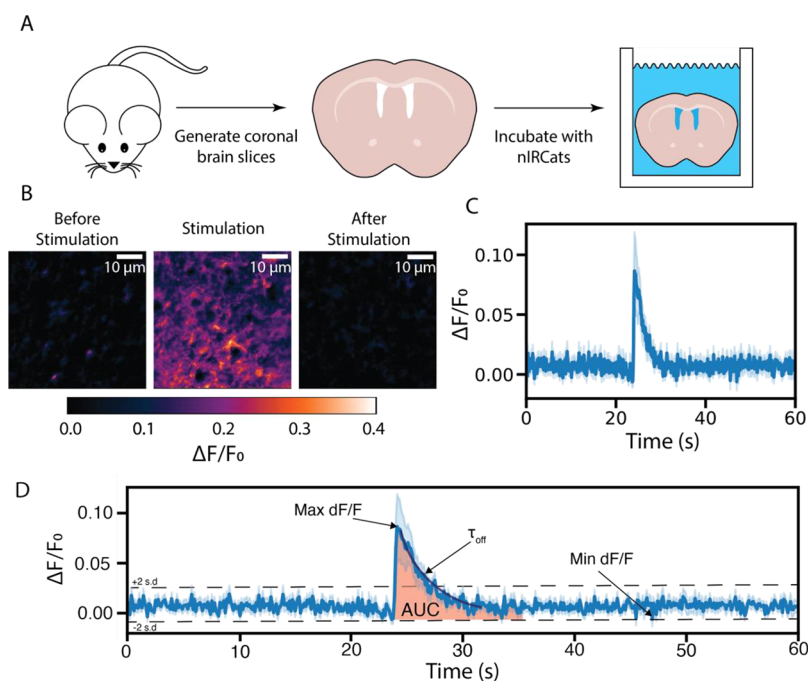 A
Generate coronal
brain slices
Incubate with
nIRCats
B
Before
Stimulation
Stimulation
After
Stimulation
10 µm
10 µm
10 µm
0.0 0.1 0.2 0.3 0.4
ΔF/F₀
C
ΔF/F₀
0.10
0.05
0.00
0 20 40 60
Time (s)
D
ΔF/F₀
0.10
0.05
0.00
Max dF/F
τoff
Min dF/F
+2 s.d
AUC
-2 s.d
0 10 20 30 40 50 60
Time (s)